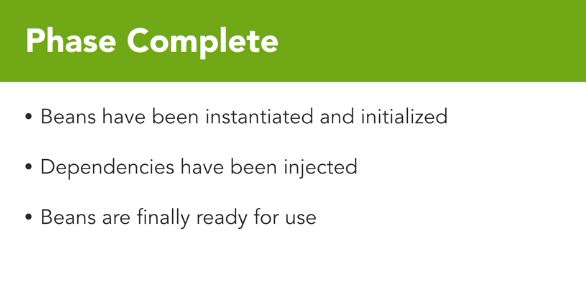 Phase Complete
• Beans have been instantiated and initialized
• Dependencies have been injected
• Beans are finally ready for use